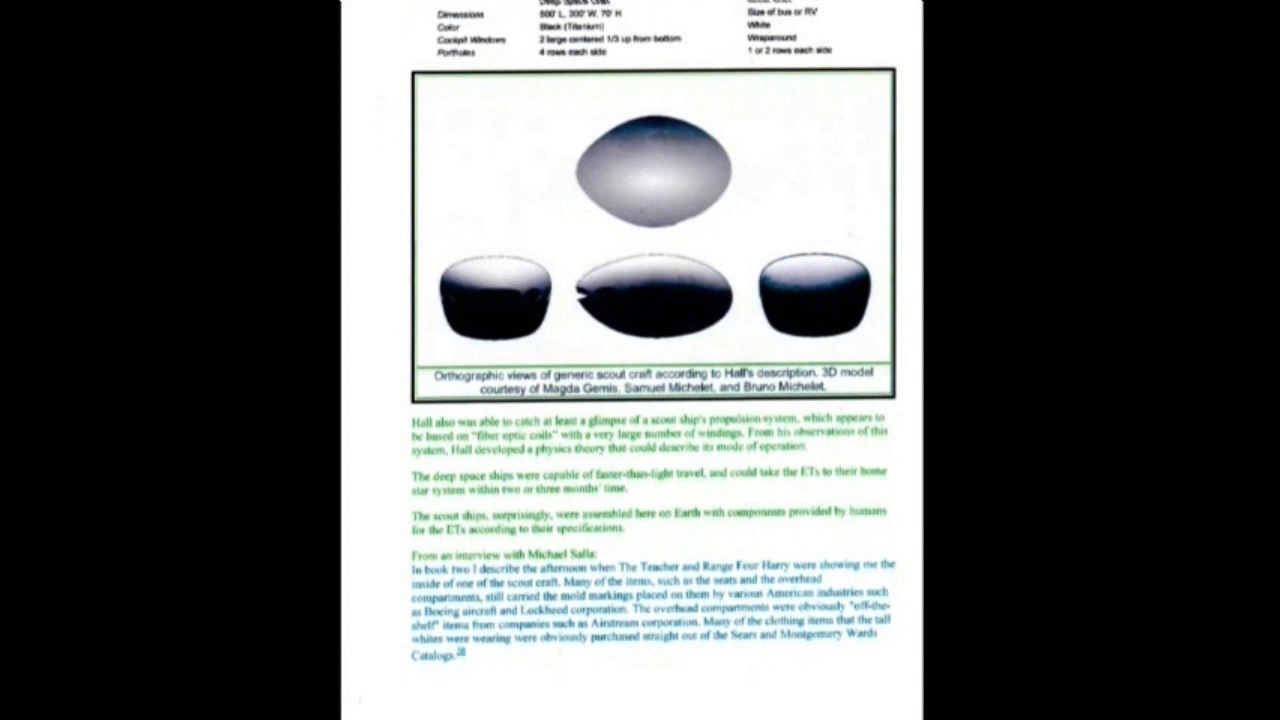 Deep Space Craft
Dimensions 600' L, 300' W, 70' H Size of bus or RV
Color Black (Titanium) White
Cockpit Windows 2 large centered 1/3 up from bottom Wraparound
Portholes 4 rows each side 1 or 2 rows each side
Orthographic views of generic scout craft according to Hall's description. 3D model
courtesy of Magda Gemis, Samuel Michelet, and Bruno Michelet.
Hall also was able to catch at least a glimpse of a scout ship's propulsion system, which appears to
be based on "fiber optic coils" with a very large number of windings. From his observations of this
system, Hall developed a physics theory that could describe its mode of operation.
The deep space ships were capable of faster-than-light travel, and could take the ETs to their home
star system within two or three months' time.
The scout ships, surprisingly, were assembled here on Earth with components provided by humans
for the ETs according to their specifications.
From an interview with Michael Salla:
In book two I describe the afternoon when The Teacher and Range Four Harry were showing me the
inside of one of the scout craft. Many of the items, such as the seats and the overhead
compartments, still carried the mold markings placed on them by various American industries such
as Boeing aircraft and Lockheed corporation. The overhead compartments were obviously "off-the-
shelf" items from companies such as Airstream corporation. Many of the clothing items that the tall
whites were wearing were obviously purchased straight out of the Sears and Montgomery Wards
Catalogs.